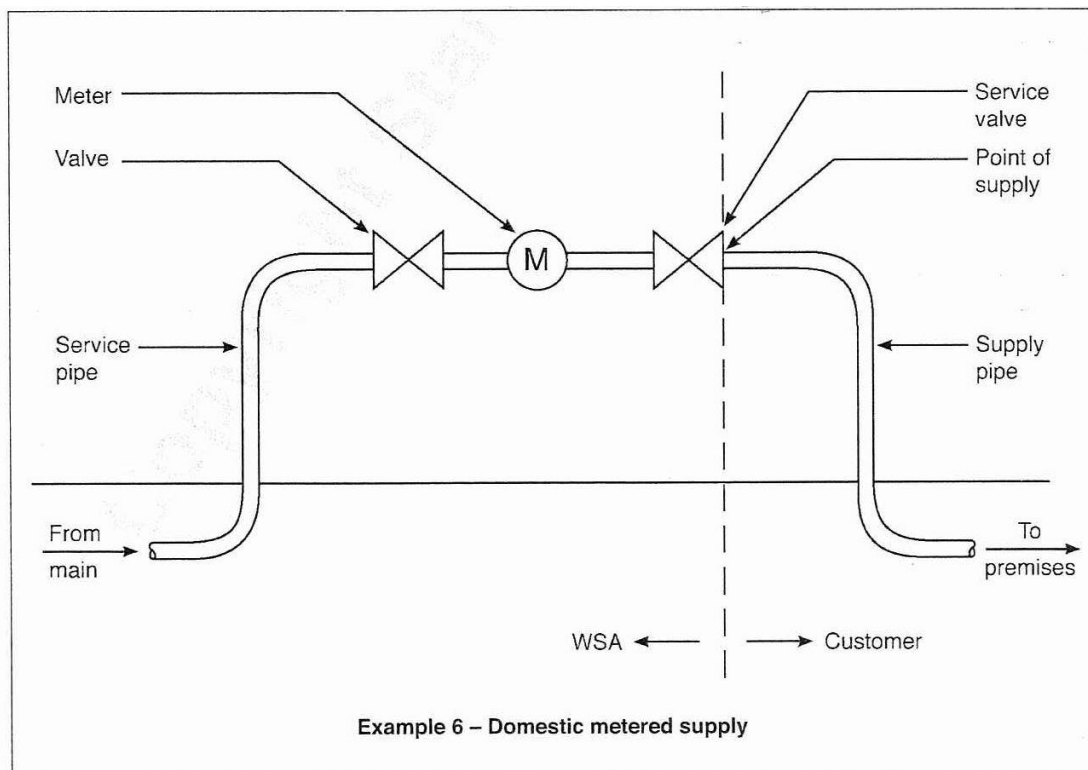 Meter
Valve
Service
valve
Point of
supply
M
Service
pipe
Supply
pipe
From
main
To
premises
WSA
Customer
Example 6 – Domestic metered supply